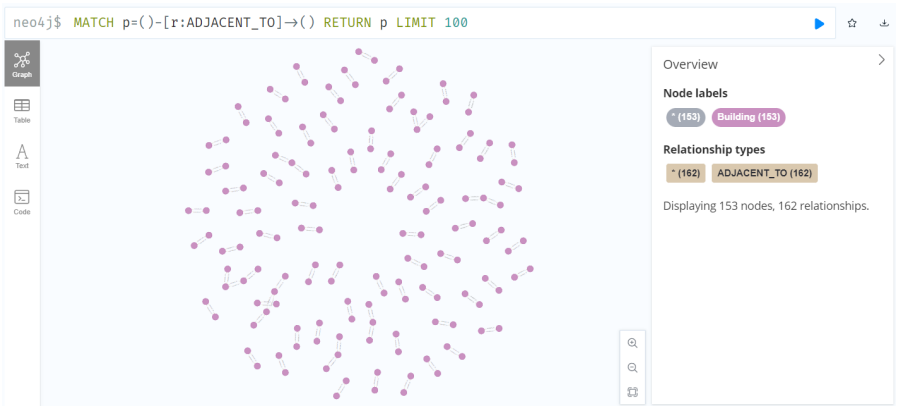 neo4j$ MATCH p=()-[r:ADJACENT_TO]->() RETURN p LIMIT 100
Graph
Table
A
Text
Code
Overview
Node labels
* (153) Building (153)
Relationship types
* (162) ADJACENT_TO (162)
Displaying 153 nodes, 162 relationships.